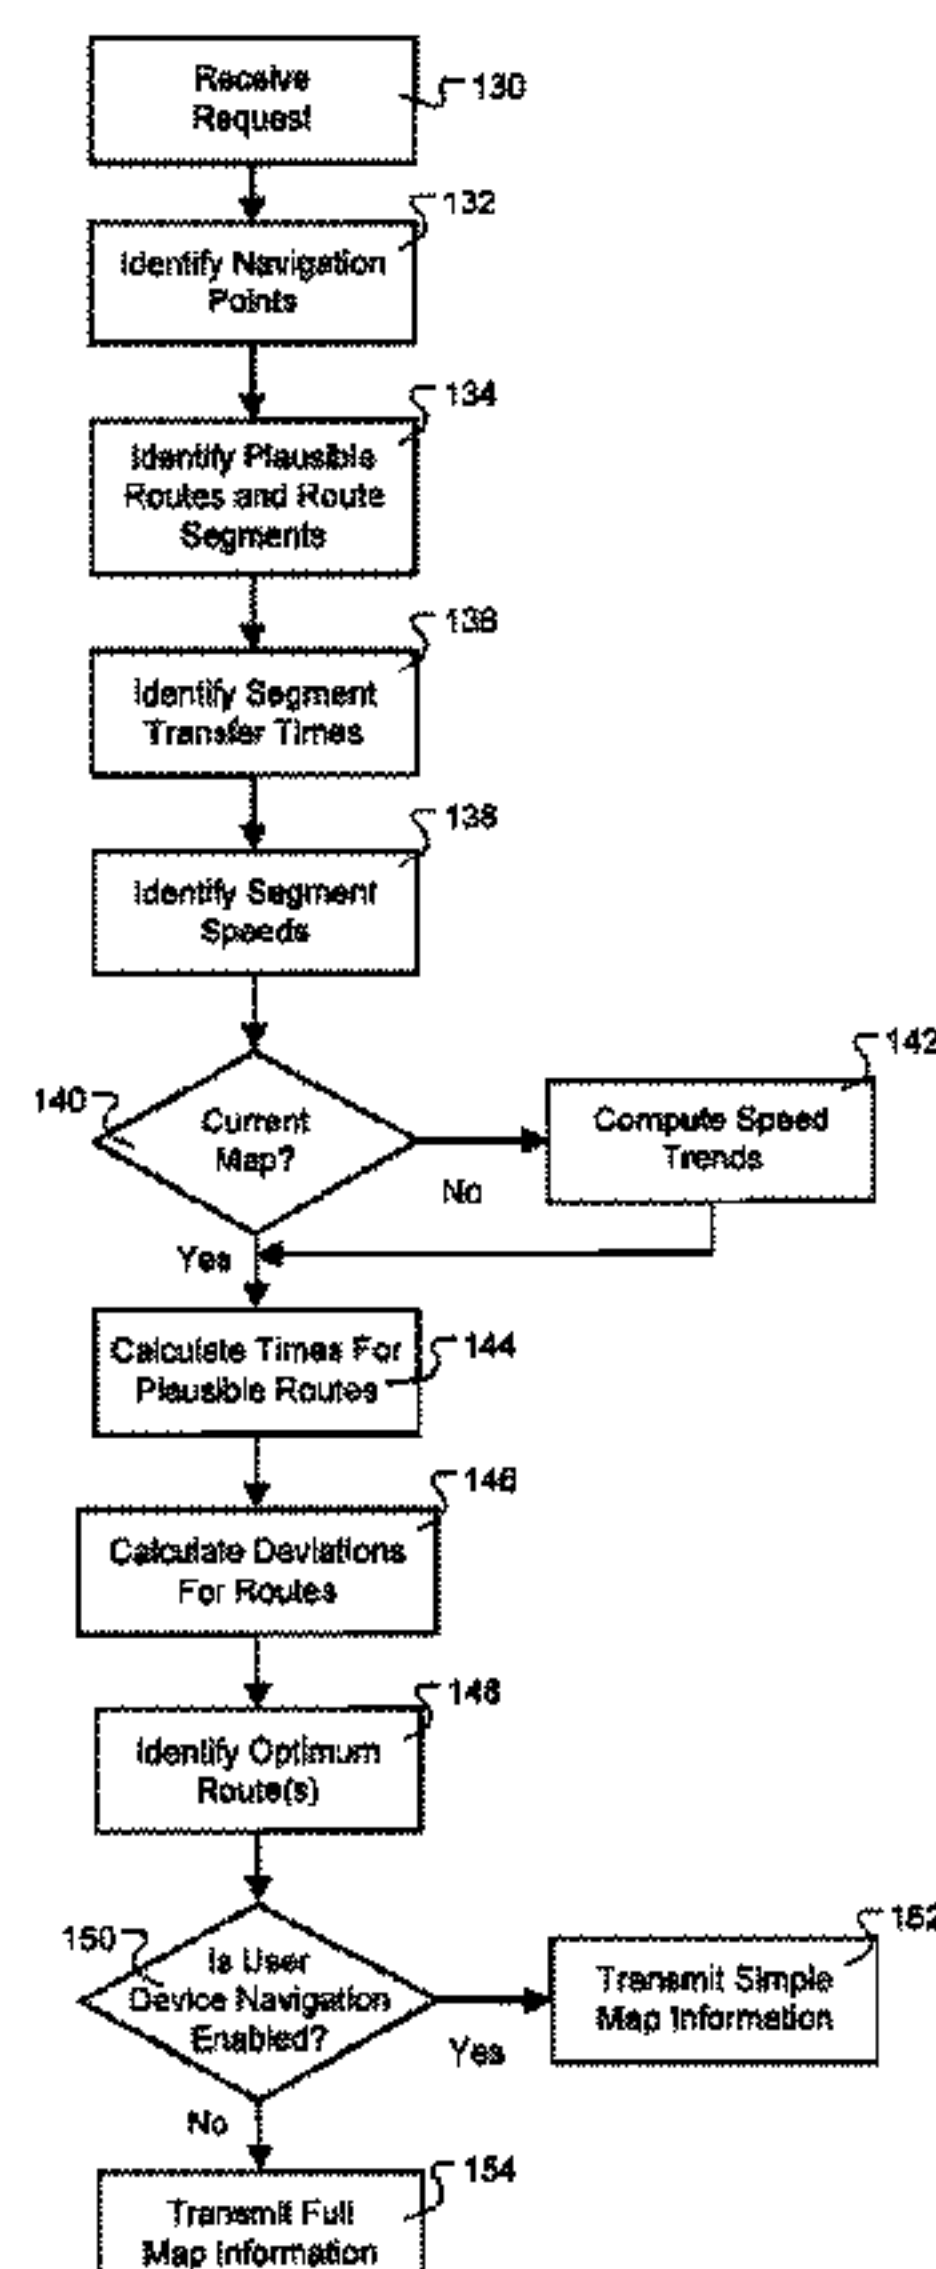 Receive
Request
130
132
Identify Navigation
Points
134
Identify Plausible
Routes and Route
Segments
136
Identify Segment
Transfer Times
138
Identify Segment
Speeds
140
Current
Map?
No
142
Compute Speed
Trends
Yes
Calculate Times For
Plausible Routes
144
146
Calculate Deviations
For Routes
148
Identify Optimum
Route(s)
150
Is User
Device Navigation
Enabled?
Yes
152
Transmit Simple
Map Information
No
154
Transmit Full
Map Information